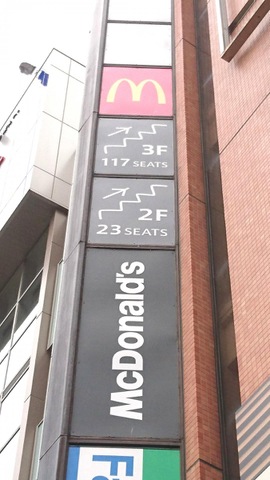 3F
117 SEATS
2F
23 SEATS
McDonald's